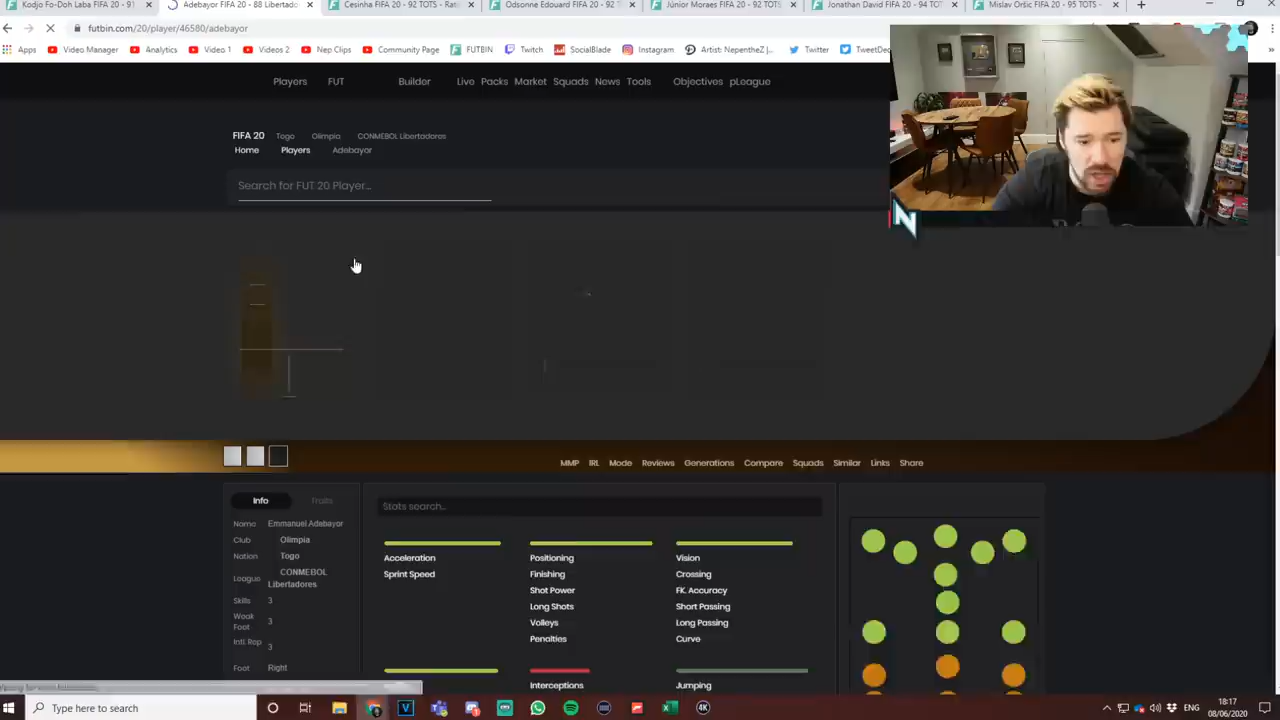 Kodjo Fo-Doh Laba FIFA 20 - 91
Adebayor FIFA 20 - 88 Libertado
Cesinha FIFA 20 - 92 TOTS - Rat
Odsonne Edouard FIFA 20 - 92
Júnior Moraes FIFA 20 - 92 TOT
Jonathan David FIFA 20 - 94 T
Mislav Oršic FIFA 20 - 95 TOTS -
futbin.com/20/player/46580/adebayor
Apps Video Manager Analytics Video 1 Videos 2 Nep Clips Community Page FUTBIN Twitch SocialBlade Instagram Artist: NepentheZ |... Twitter TweetDec
Players FUT Builder Live Packs Market Squads News Tools Objectives pLeague
FIFA 20 Togo Olimpia CONMEBOL Libertadores
Home Players Adebayor
Search for FUT 20 Player...
N
MMP IRL Mode Reviews Generations Compare Squads Similar Links Share
Info Traits
Stats search...
Name Emmanuel Adebayor
Club Olimpia
Nation Togo
League CONMEBOL Libertadores
Skills 3
Weak Foot 3
Intl. Rep 3
Foot Right
Acceleration
Sprint Speed
Positioning
Finishing
Shot Power
Long Shots
Volleys
Penalties
Vision
Crossing
FK. Accuracy
Short Passing
Long Passing
Curve
Interceptions
Jumping
Type here to search
ENG
18:17
08/06/2020